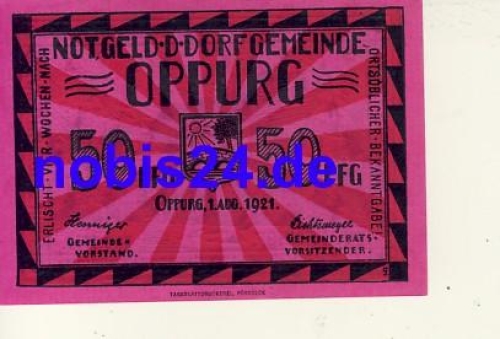 NOTGELD·D·DORFGEMEINDE
OPPURG
ERLISCHT·VIER·WOCHEN·NACH
ORTSÜBLICHER·BEKANNTGABE!
50 50
PFG PFG
nobis24.de
OPPURG, 1. AUG. 1921.
GEMEINDE-
VORSTAND.
GEMEINDERATS-
VORSITZENDER.